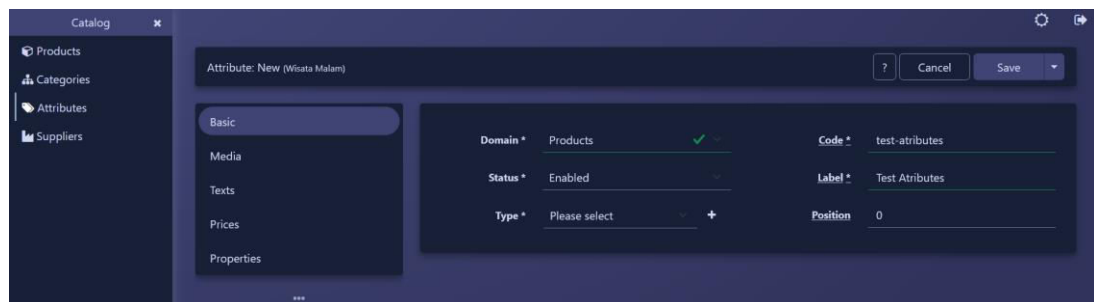 Catalog ×
Products
Categories
Attributes
Suppliers
Attribute: New (Wisata Malam)
? Cancel Save
Basic
Media
Texts
Prices
Properties
Domain * Products
Code * test-atributes
Status * Enabled
Label * Test Atributes
Type * Please select +
Position 0
...